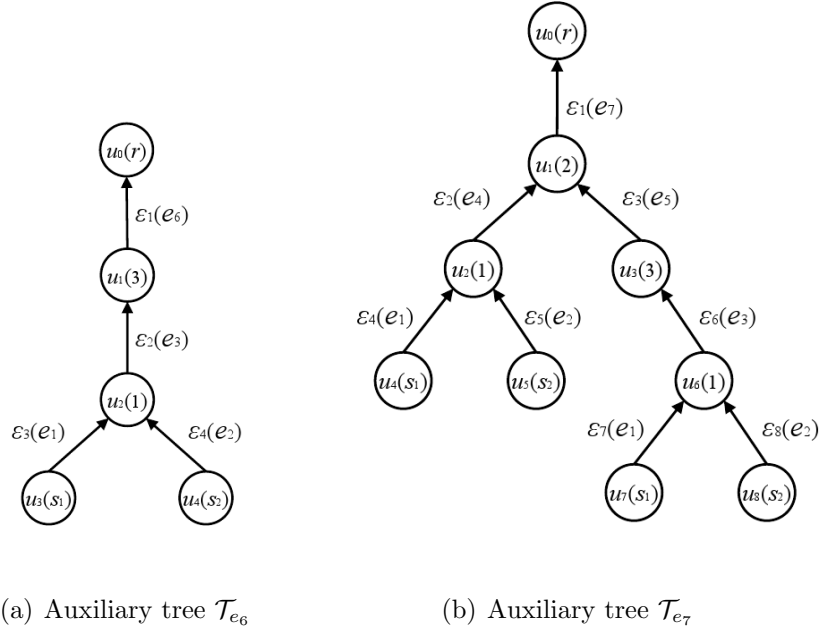 u₀(r)
ε₁(e₇)
u₁(2)
u₀(r)
ε₂(e₄)
ε₃(e₅)
ε₁(e₆)
u₂(1)
u₃(3)
u₁(3)
ε₄(e₁)
ε₅(e₂)
ε₆(e₃)
ε₂(e₃)
u₄(s₁)
u₅(s₂)
u₆(1)
u₂(1)
ε₃(e₁)
ε₄(e₂)
ε₇(e₁)
ε₈(e₂)
u₃(s₁)
u₄(s₂)
u₇(s₁)
u₈(s₂)
(a) Auxiliary tree 𝒯ₑ₆
(b) Auxiliary tree 𝒯ₑ₇